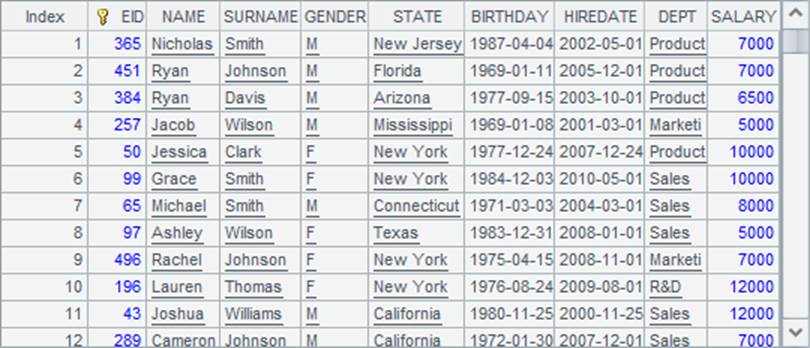 Index EID NAME SURNAME GENDER STATE BIRTHDAY HIREDATE DEPT SALARY
1 365 Nicholas Smith M New Jersey 1987-04-04 2002-05-01 Product 7000
2 451 Ryan Johnson M Florida 1969-01-11 2005-12-01 Product 7000
3 384 Ryan Davis M Arizona 1977-09-15 2003-10-01 Product 6500
4 257 Jacob Wilson M Mississippi 1969-01-08 2001-03-01 Marketi 5000
5 50 Jessica Clark F New York 1977-12-24 2007-12-24 Product 10000
6 99 Grace Smith F New York 1984-12-03 2010-05-01 Sales 10000
7 65 Michael Smith M Connecticut 1971-03-03 2004-03-01 Sales 8000
8 97 Ashley Wilson F Texas 1983-12-31 2008-01-01 Sales 5000
9 496 Rachel Johnson F New York 1975-04-15 2008-11-01 Marketi 7000
10 196 Lauren Thomas F New York 1976-08-24 2009-08-01 R&D 12000
11 43 Joshua Williams M California 1980-11-25 2000-11-25 Sales 12000
12 289 Cameron Johnson M California 1972-01-30 2007-12-01 Sales 7000